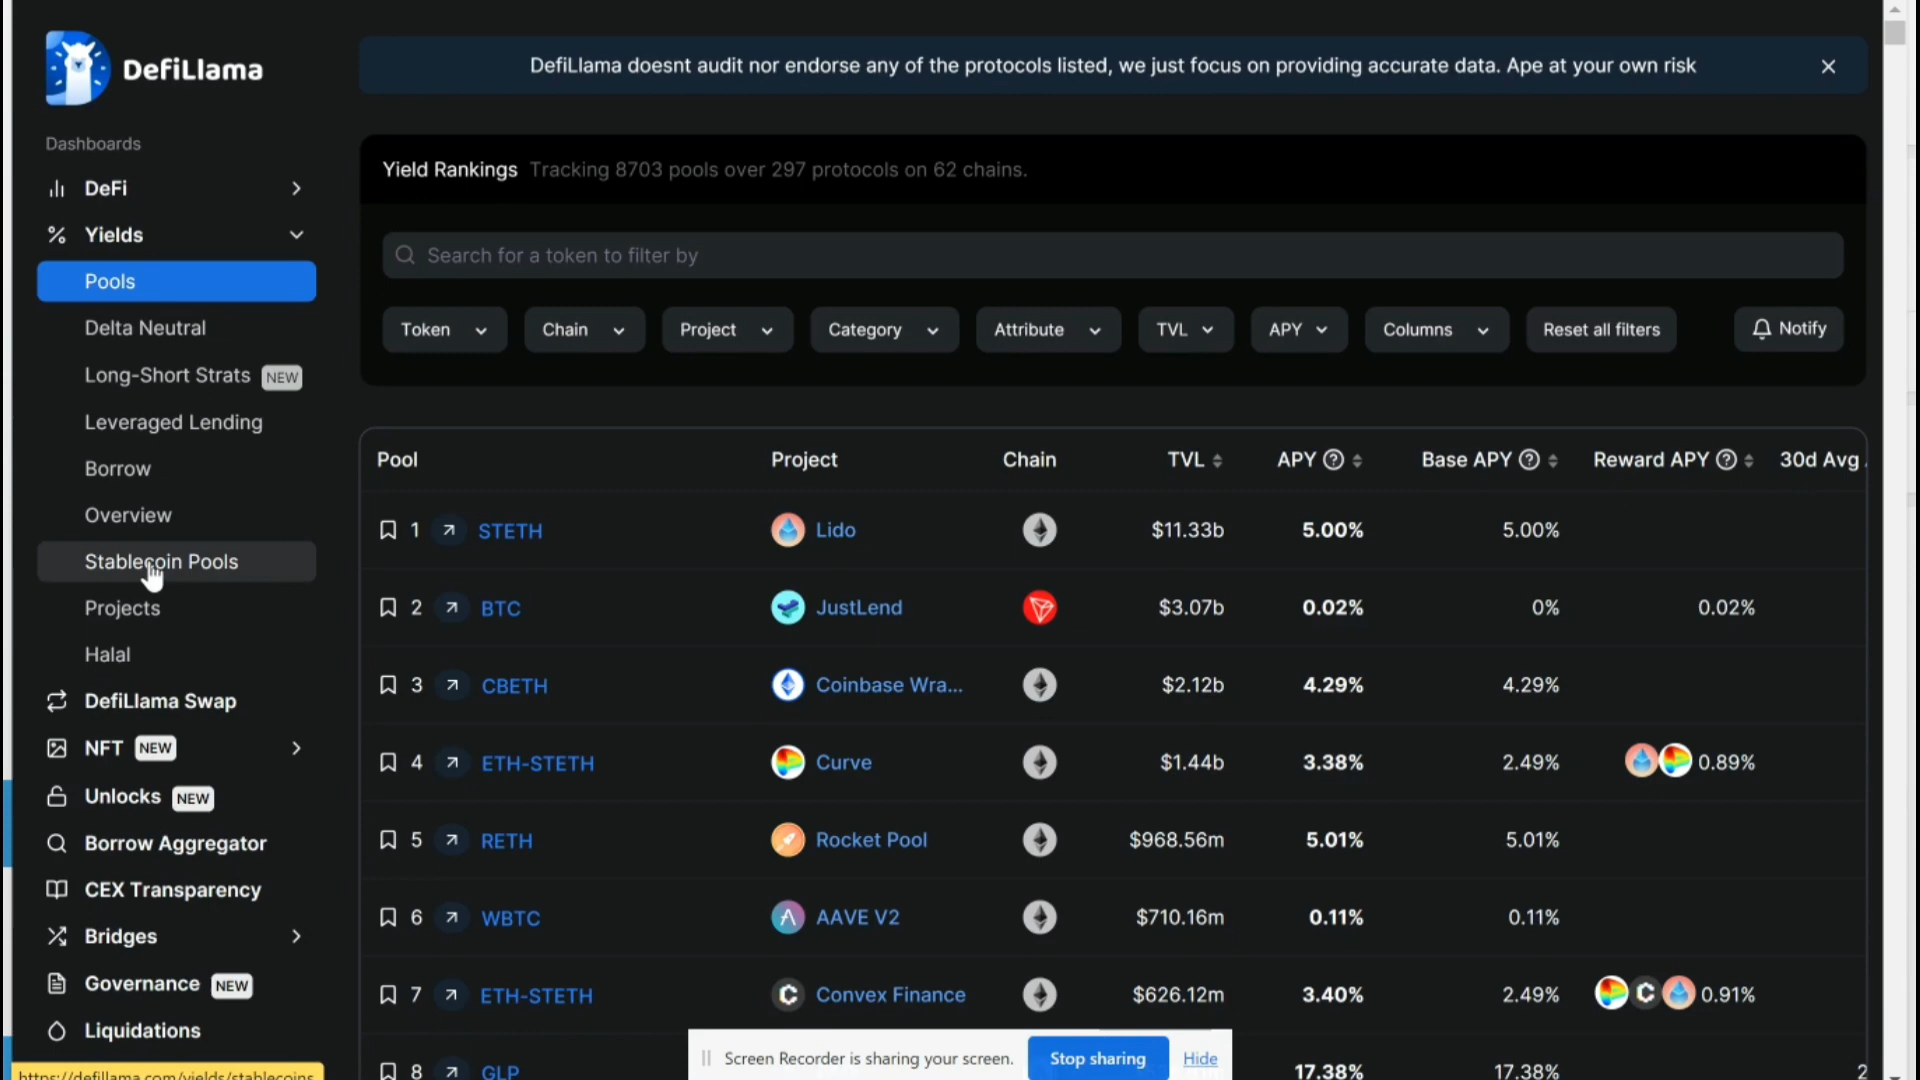 DefiLlama
DefiLlama doesnt audit nor endorse any of the protocols listed, we just focus on providing accurate data. Ape at your own risk
Dashboards
DeFi
Yields
Pools
Delta Neutral
Long-Short Strats NEW
Leveraged Lending
Borrow
Overview
Stablecoin Pools
Projects
Halal
DefiLlama Swap
NFT NEW
Unlocks NEW
Borrow Aggregator
CEX Transparency
Bridges
Governance NEW
Liquidations
https://defillama.com/yields/stablecoins
Yield Rankings Tracking 8703 pools over 297 protocols on 62 chains.
Search for a token to filter by
Token Chain Project Category Attribute TVL APY Columns Reset all filters Notify
Pool Project Chain TVL APY Base APY Reward APY 30d Avg
1 STETH Lido $11.33b 5.00% 5.00%
2 BTC JustLend $3.07b 0.02% 0% 0.02%
3 CBETH Coinbase Wra... $2.12b 4.29% 4.29%
4 ETH-STETH Curve $1.44b 3.38% 2.49% 0.89%
5 RETH Rocket Pool $968.56m 5.01% 5.01%
6 WBTC AAVE V2 $710.16m 0.11% 0.11%
7 ETH-STETH Convex Finance $626.12m 3.40% 2.49% 0.91%
8 GLP 17.38% 17.38% 2
Screen Recorder is sharing your screen. Stop sharing Hide